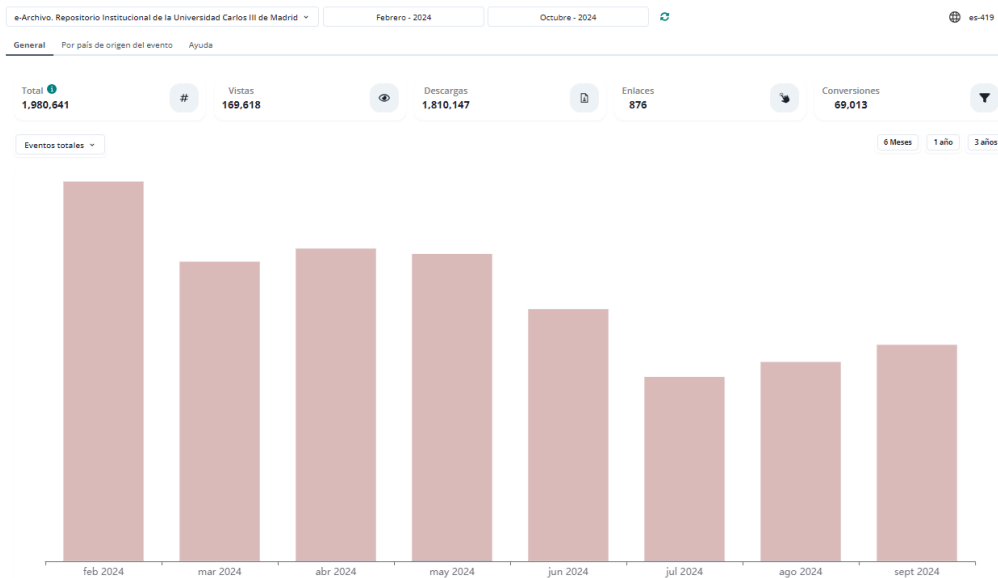 e-Archivo. Repositorio Institucional de la Universidad Carlos III de Madrid Febrero - 2024 Octubre - 2024 es-419
General Por país de origen del evento Ayuda
Total Vistas Descargas Enlaces Conversiones
1,980,641 # 169,618 1,810,147 876 69,013
Eventos totales 6 Meses 1 año 3 años
feb 2024 mar 2024 abr 2024 may 2024 jun 2024 jul 2024 ago 2024 sept 2024